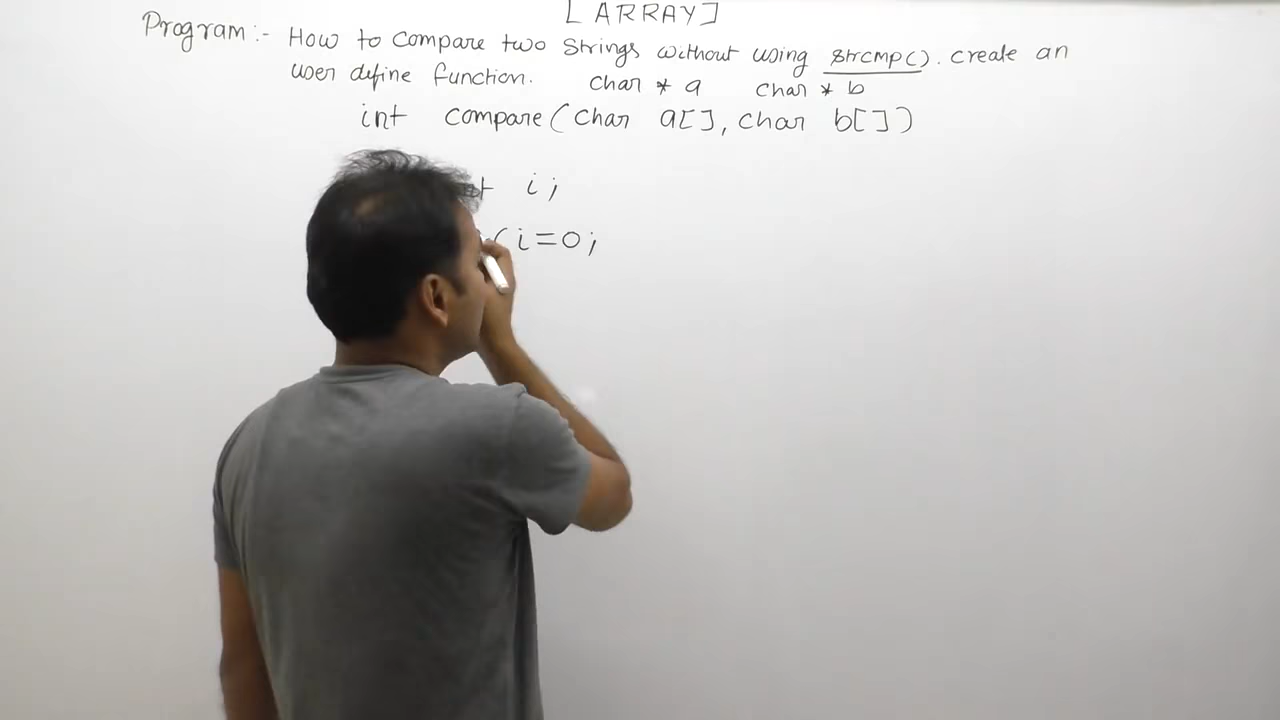 [ARRAY]
Program:- How to compare two strings without using strcmp(). create an
user define function. char * a char * b
int compare(char a[], char b[])
i;
(i=0;